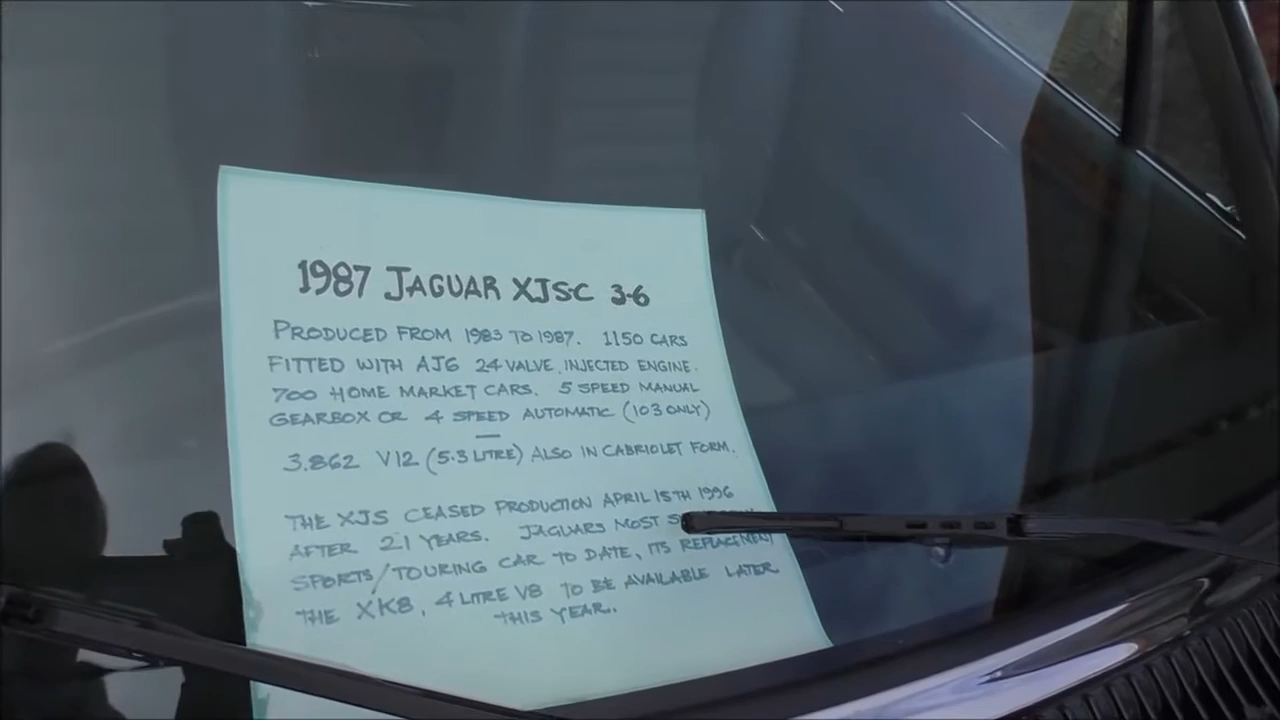 1987 JAGUAR XJS-C 3.6
PRODUCED FROM 1983 TO 1987. 1150 CARS
FITTED WITH AJ6 24 VALVE INJECTED ENGINE.
700 HOME MARKET CARS. 5 SPEED MANUAL
GEARBOX OR 4 SPEED AUTOMATIC (103 ONLY)
3.862 V12 (5.3 LITRE) ALSO IN CABRIOLET FORM.
THE XJS CEASED PRODUCTION APRIL 15TH 1996
AFTER 21 YEARS. JAGUARS MOST
SPORTS/TOURING CAR TO DATE, ITS REPLACEMENT
THE XK8, 4 LITRE V8 TO BE AVAILABLE LATER
THIS YEAR.